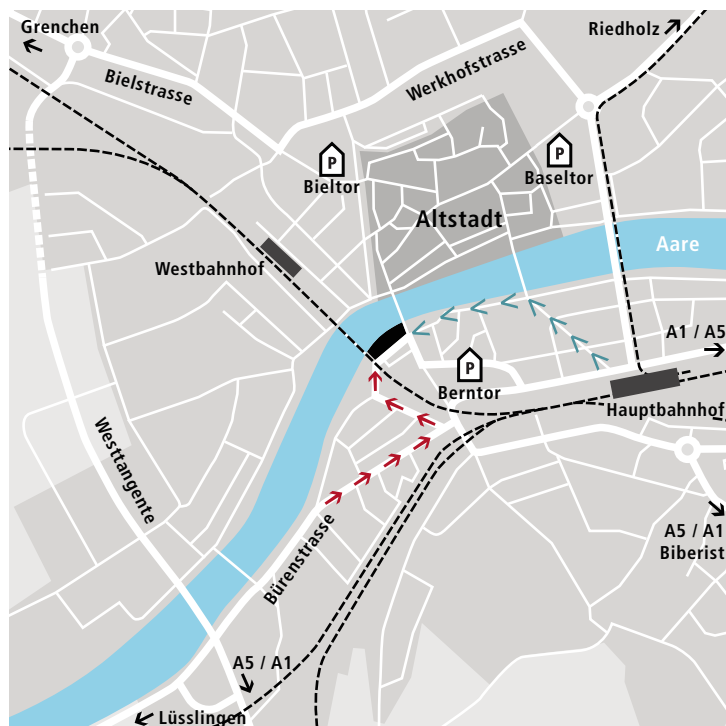 Grenchen
Riedholz
Bielstrasse
Werkhofstrasse
P
Bieltor
P
Baseltor
Altstadt
Aare
Westbahnhof
A1 / A5
P
Berntor
Hauptbahnhof
Westtangente
Bürenstrasse
A5 / A1
Biberist
A5 / A1
Lüsslingen